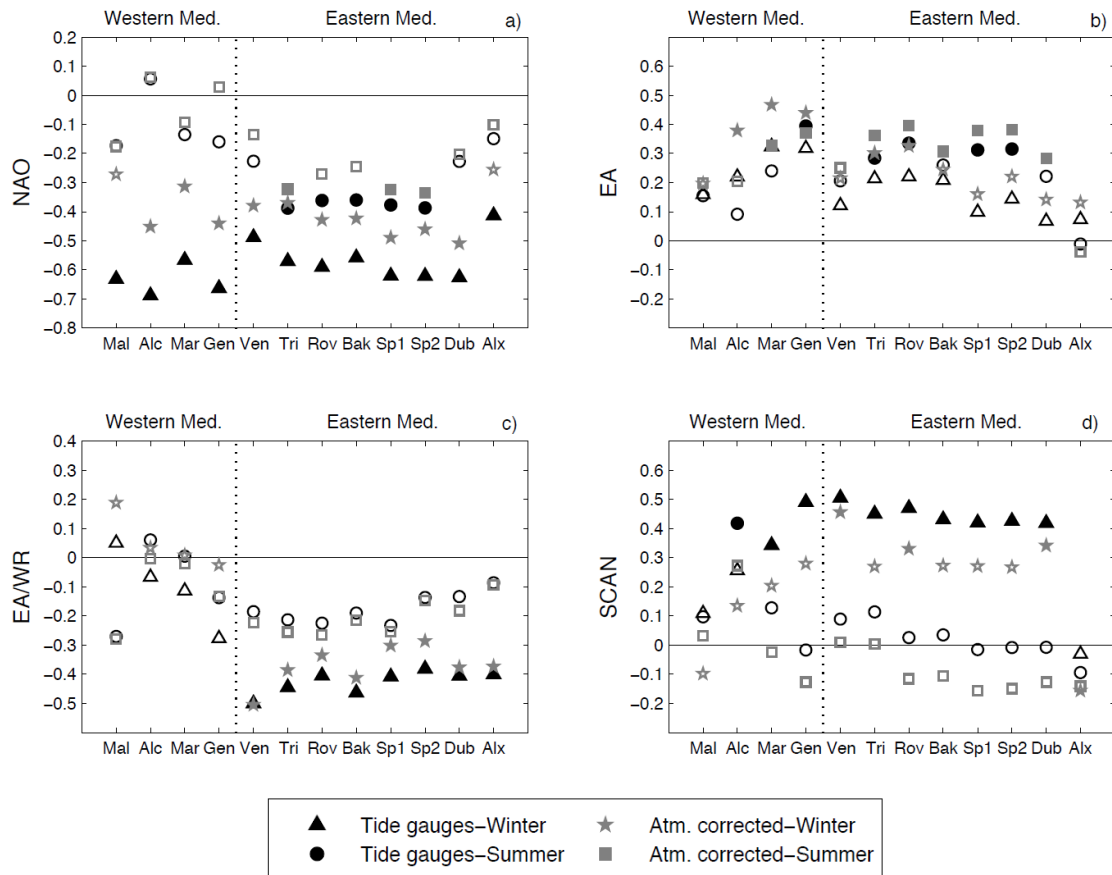 Western Med. Eastern Med.
a)
0.2
0.1
0
−0.1
−0.2
−0.3
−0.4
−0.5
−0.6
−0.7
−0.8
NAO
Mal Alc Mar Gen Ven Tri Rov Bak Sp1 Sp2 Dub Alx
Western Med. Eastern Med.
b)
0.6
0.5
0.4
0.3
0.2
0.1
0
−0.1
−0.2
EA
Mal Alc Mar Gen Ven Tri Rov Bak Sp1 Sp2 Dub Alx
Western Med. Eastern Med.
c)
0.4
0.3
0.2
0.1
0
−0.1
−0.2
−0.3
−0.4
−0.5
EA/WR
Mal Alc Mar Gen Ven Tri Rov Bak Sp1 Sp2 Dub Alx
Western Med. Eastern Med.
d)
0.6
0.5
0.4
0.3
0.2
0.1
0
−0.1
−0.2
SCAN
Mal Alc Mar Gen Ven Tri Rov Bak Sp1 Sp2 Dub Alx
Tide gauges−Winter Atm. corrected−Winter
Tide gauges−Summer Atm. corrected−Summer